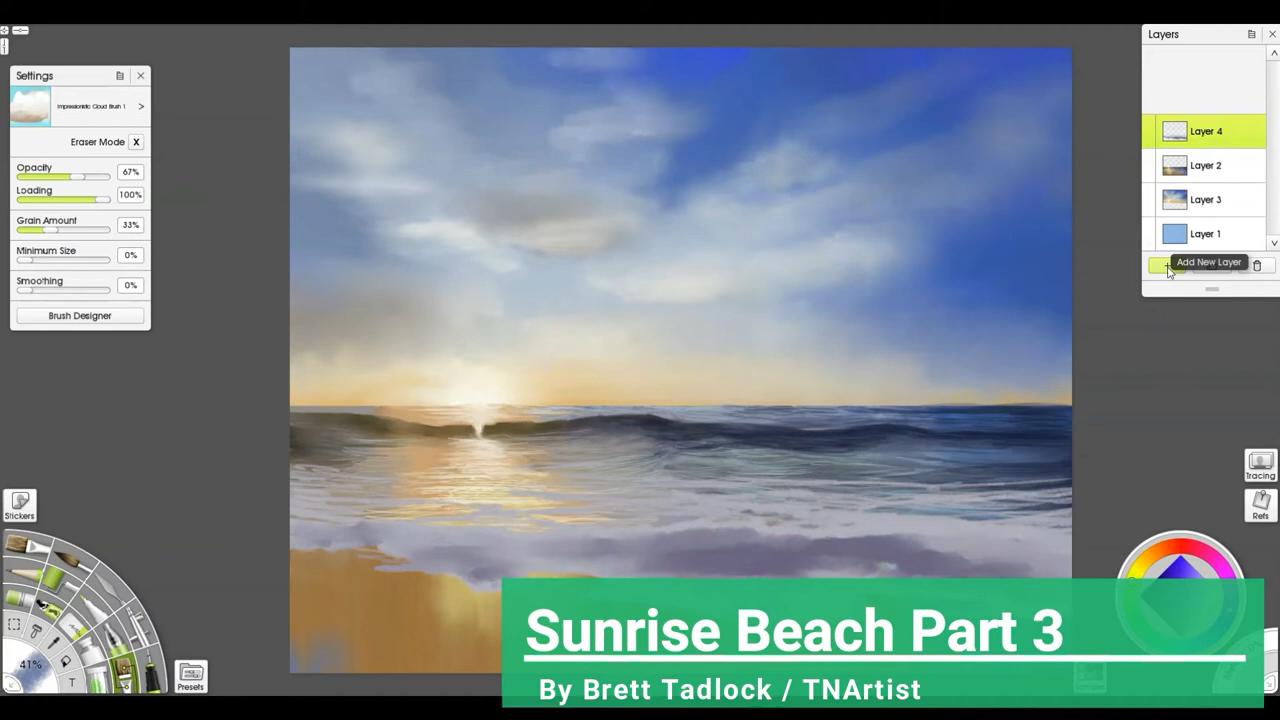 Settings
Impressionistic Cloud Brush 1 >
Eraser Mode X
Opacity
67%
Loading
100%
Grain Amount
33%
Minimum Size
0%
Smoothing
0%
Brush Designer
Layers
Layer 4
Layer 2
Layer 3
Layer 1
Add New Layer
Tracing
Refs
Stickers
41%
T
Presets
Sunrise Beach Part 3
By Brett Tadlock / TNArtist